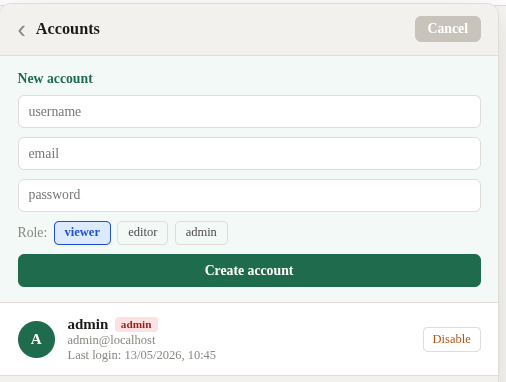 ‹ Accounts Cancel
New account
username
email
password
Role: viewer editor admin
Create account
A admin admin
admin@localhost
Last login: 13/05/2026, 10:45
Disable